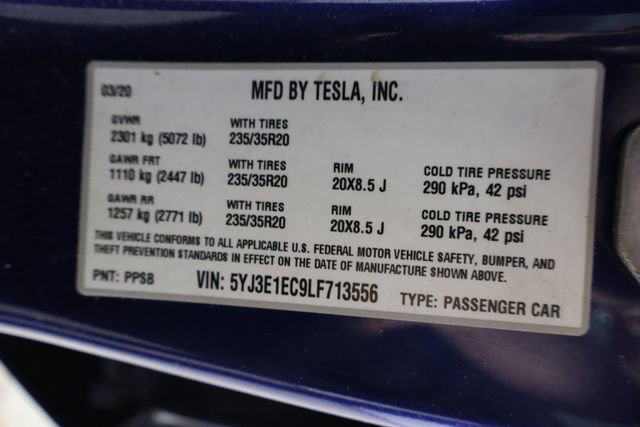 03/20 MFD BY TESLA, INC.
GVWR WITH TIRES
2301 kg (5072 lb) 235/35R20
GAWR FRT WITH TIRES RIM COLD TIRE PRESSURE
1110 kg (2447 lb) 235/35R20 20X8.5 J 290 kPa, 42 psi
GAWR RR WITH TIRES RIM COLD TIRE PRESSURE
1257 kg (2771 lb) 235/35R20 20X8.5 J 290 kPa, 42 psi
THIS VEHICLE CONFORMS TO ALL APPLICABLE U.S. FEDERAL MOTOR VEHICLE SAFETY, BUMPER, AND
THEFT PREVENTION STANDARDS IN EFFECT ON THE DATE OF MANUFACTURE SHOWN ABOVE.
PNT: PPSB VIN: 5YJ3E1EC9LF713556 TYPE: PASSENGER CAR